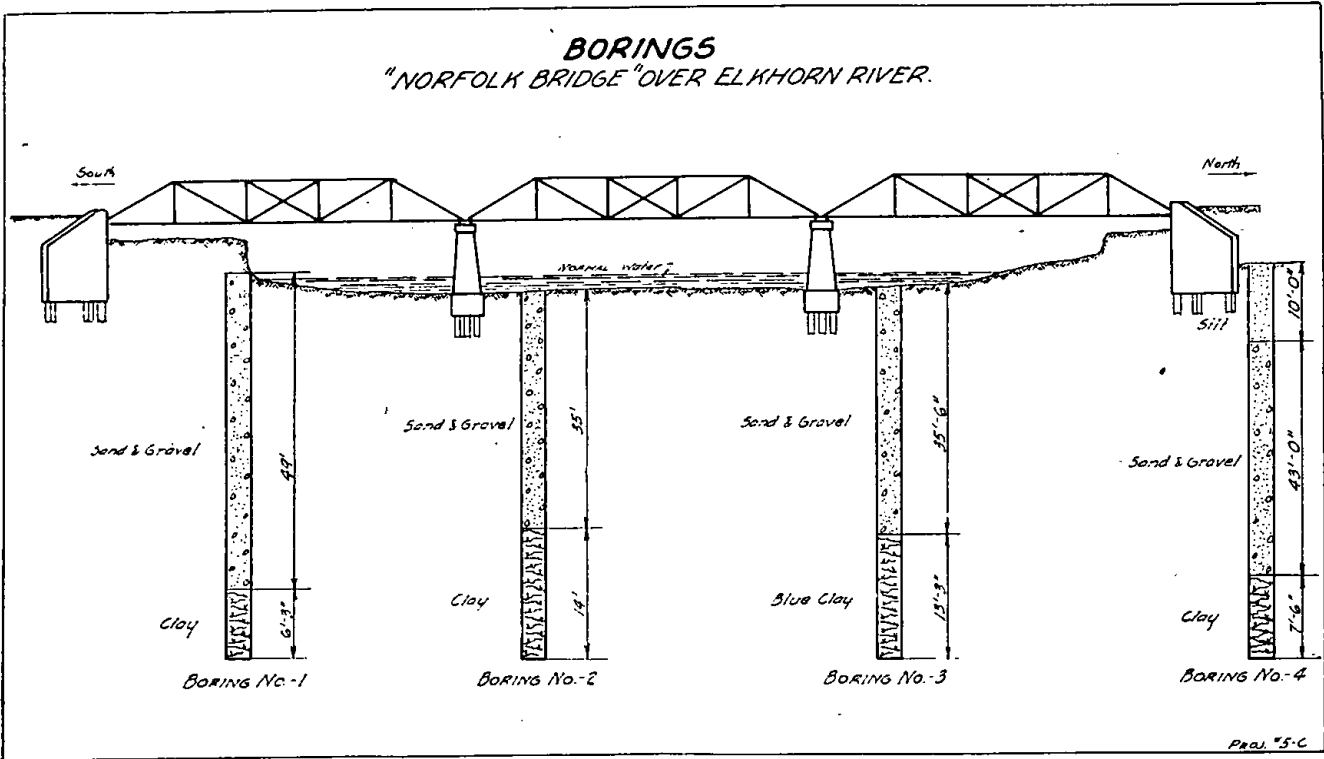 BORINGS
"NORFOLK BRIDGE" OVER ELKHORN RIVER.
South
North
Normal Water
10'-0"
Silt
Sand & Gravel
49'
Sand & Gravel
35'
Sand & Gravel
35'-6"
Sand & Gravel
43'-0"
Clay
6'-3"
Clay
14'
Blue Clay
13'-3"
Clay
7'-6"
BORING NO.-1
BORING NO.-2
BORING NO.-3
BORING NO.-4
PROJ. #5-C